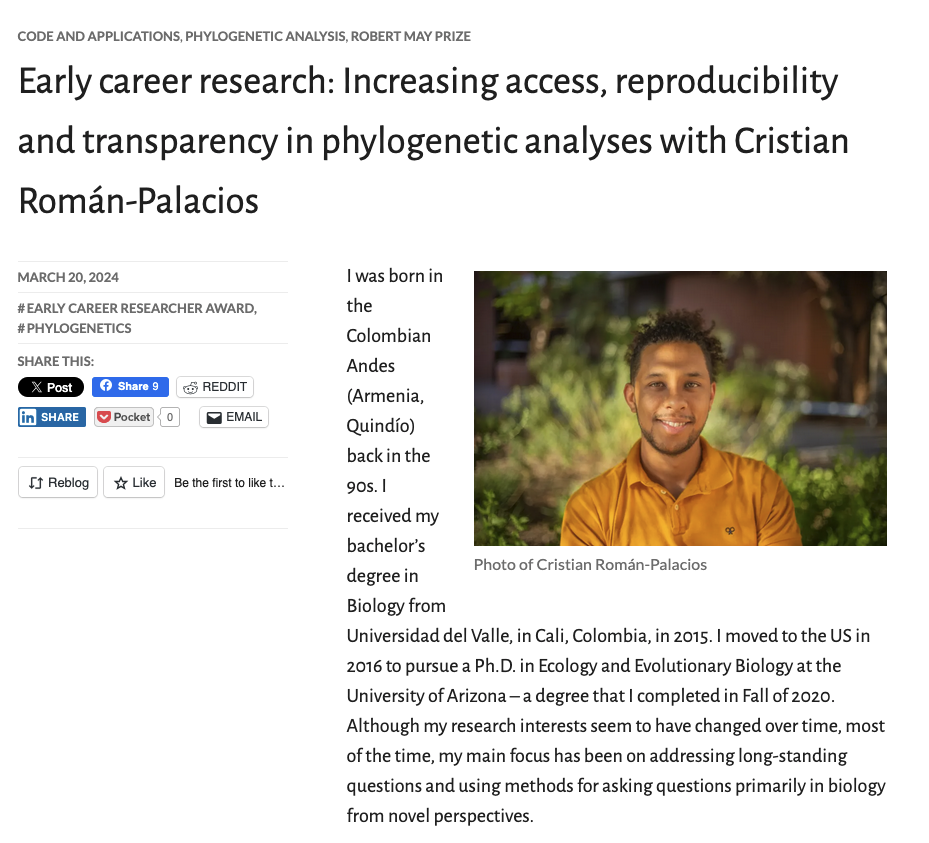 CODE AND APPLICATIONS, PHYLOGENETIC ANALYSIS, ROBERT MAY PRIZE
Early career research: Increasing access, reproducibility
and transparency in phylogenetic analyses with Cristian
Román-Palacios
MARCH 20, 2024
# EARLY CAREER RESEARCHER AWARD,
# PHYLOGENETICS
SHARE THIS:
Post
Share 9
REDDIT
in SHARE
Pocket
0
EMAIL
Reblog
Like
Be the first to like t...
I was born in
the
Colombian
Andes
(Armenia,
Quindío)
back in the
90s. I
received my
bachelor’s
degree in
Biology from
Universidad del Valle, in Cali, Colombia, in 2015. I moved to the US in
2016 to pursue a Ph.D. in Ecology and Evolutionary Biology at the
University of Arizona – a degree that I completed in Fall of 2020.
Although my research interests seem to have changed over time, most
of the time, my main focus has been on addressing long-standing
questions and using methods for asking questions primarily in biology
from novel perspectives.
Photo of Cristian Román-Palacios